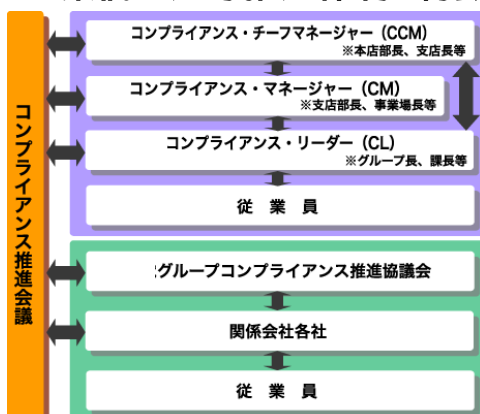 コンプライアンス推進会議
コンプライアンス・チーフマネージャー（CCM）
※本店部長、支店長等
コンプライアンス・マネージャー（CM）
※支店部長、事業場長等
コンプライアンス・リーダー（CL）
※グループ長、課長等
従業員
グループコンプライアンス推進協議会
関係会社各社
従業員